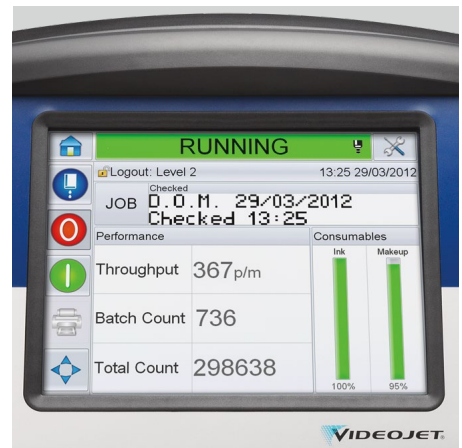 RUNNING
Logout: Level 2 13:25 29/03/2012
Checked
JOB D.O.M. 29/03/2012
Checked 13:25
Performance Consumables
Ink Makeup
Throughput 367p/m
Batch Count 736
Total Count 298638
100% 95%
VIDEOJET.